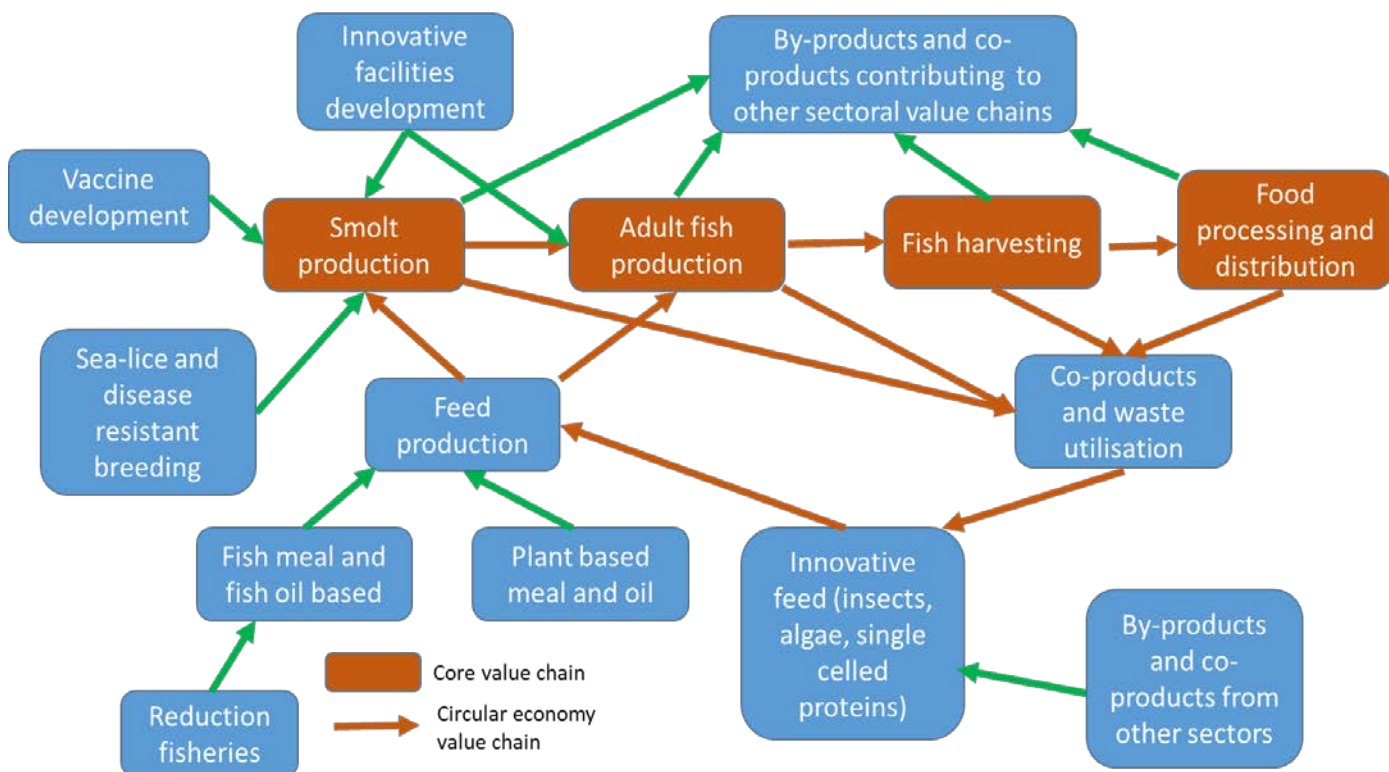 Innovative
facilities
development
By-products and co-
products contributing to
other sectoral value chains
Vaccine
development
Smolt
production
Adult fish
production
Fish harvesting
Food
processing and
distribution
Sea-lice and
disease
resistant
breeding
Feed
production
Co-products
and waste
utilisation
Fish meal and
fish oil based
Plant based
meal and oil
Innovative
feed (insects,
algae, single
celled
proteins)
By-products
and co-
products from
other sectors
Reduction
fisheries
Core value chain
Circular economy
value chain